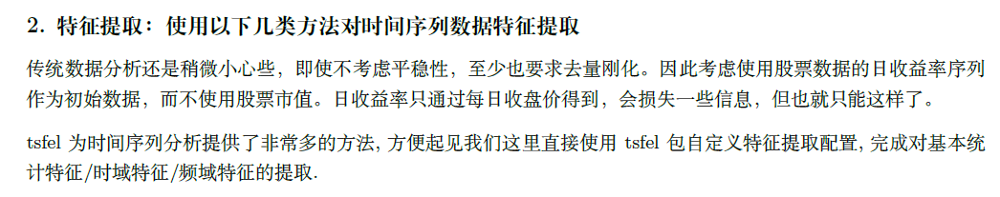 2. 特征提取：使用以下几类方法对时间序列数据特征提取
传统数据分析还是稍微小心些，即使不考虑平稳性，至少也要求去量刚化。因此考虑使用股票数据的日收益率序列
作为初始数据，而不使用股票市值。日收益率只通过每日收盘价得到，会损失一些信息，但也就只能这样了。
tsfel 为时间序列分析提供了非常多的方法, 方便起见我们这里直接使用 tsfel 包自定义特征提取配置, 完成对基本统
计特征/时域特征/频域特征的提取.